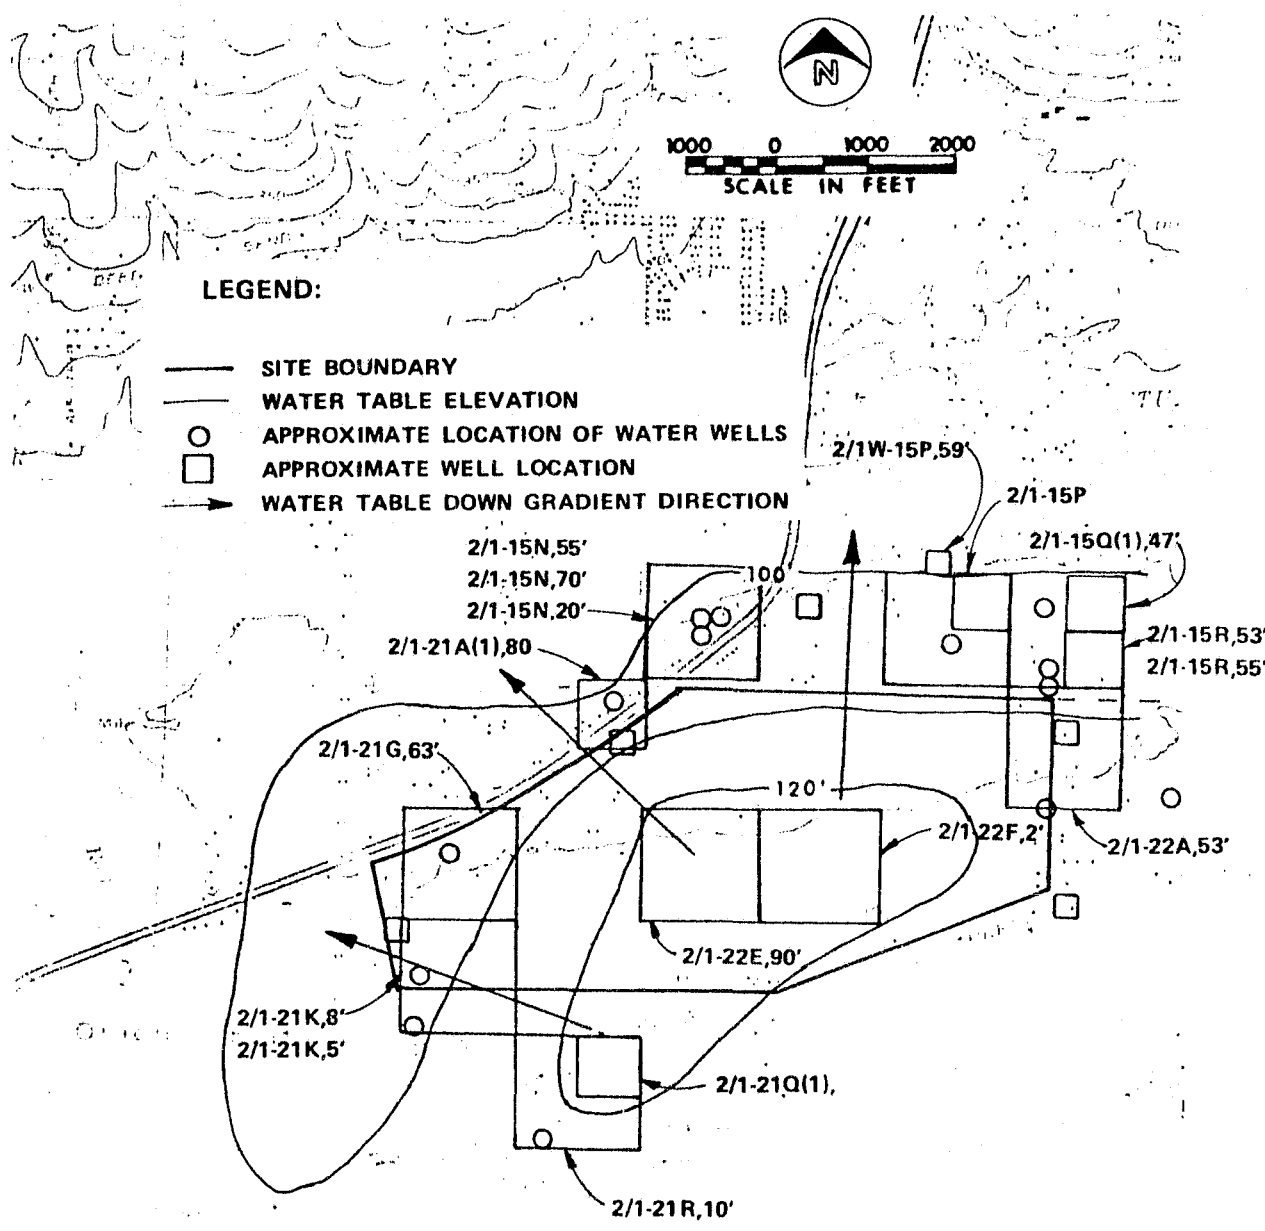 N
1000 0 1000 2000
SCALE IN FEET
LEGEND:
SITE BOUNDARY
WATER TABLE ELEVATION
APPROXIMATE LOCATION OF WATER WELLS
APPROXIMATE WELL LOCATION
WATER TABLE DOWN GRADIENT DIRECTION
2/1W-15P,59'
2/1-15P
2/1-15Q(1),47'
2/1-15N,55'
2/1-15N,70'
2/1-15N,20'
100'
2/1-21A(1),80
2/1-15R,53'
2/1-15R,55'
2/1-21G,63'
120'
2/1-22F,2'
2/1-22A,53'
2/1-22E,90'
2/1-21K,8'
2/1-21K,5'
2/1-21Q(1),
2/1-21R,10'